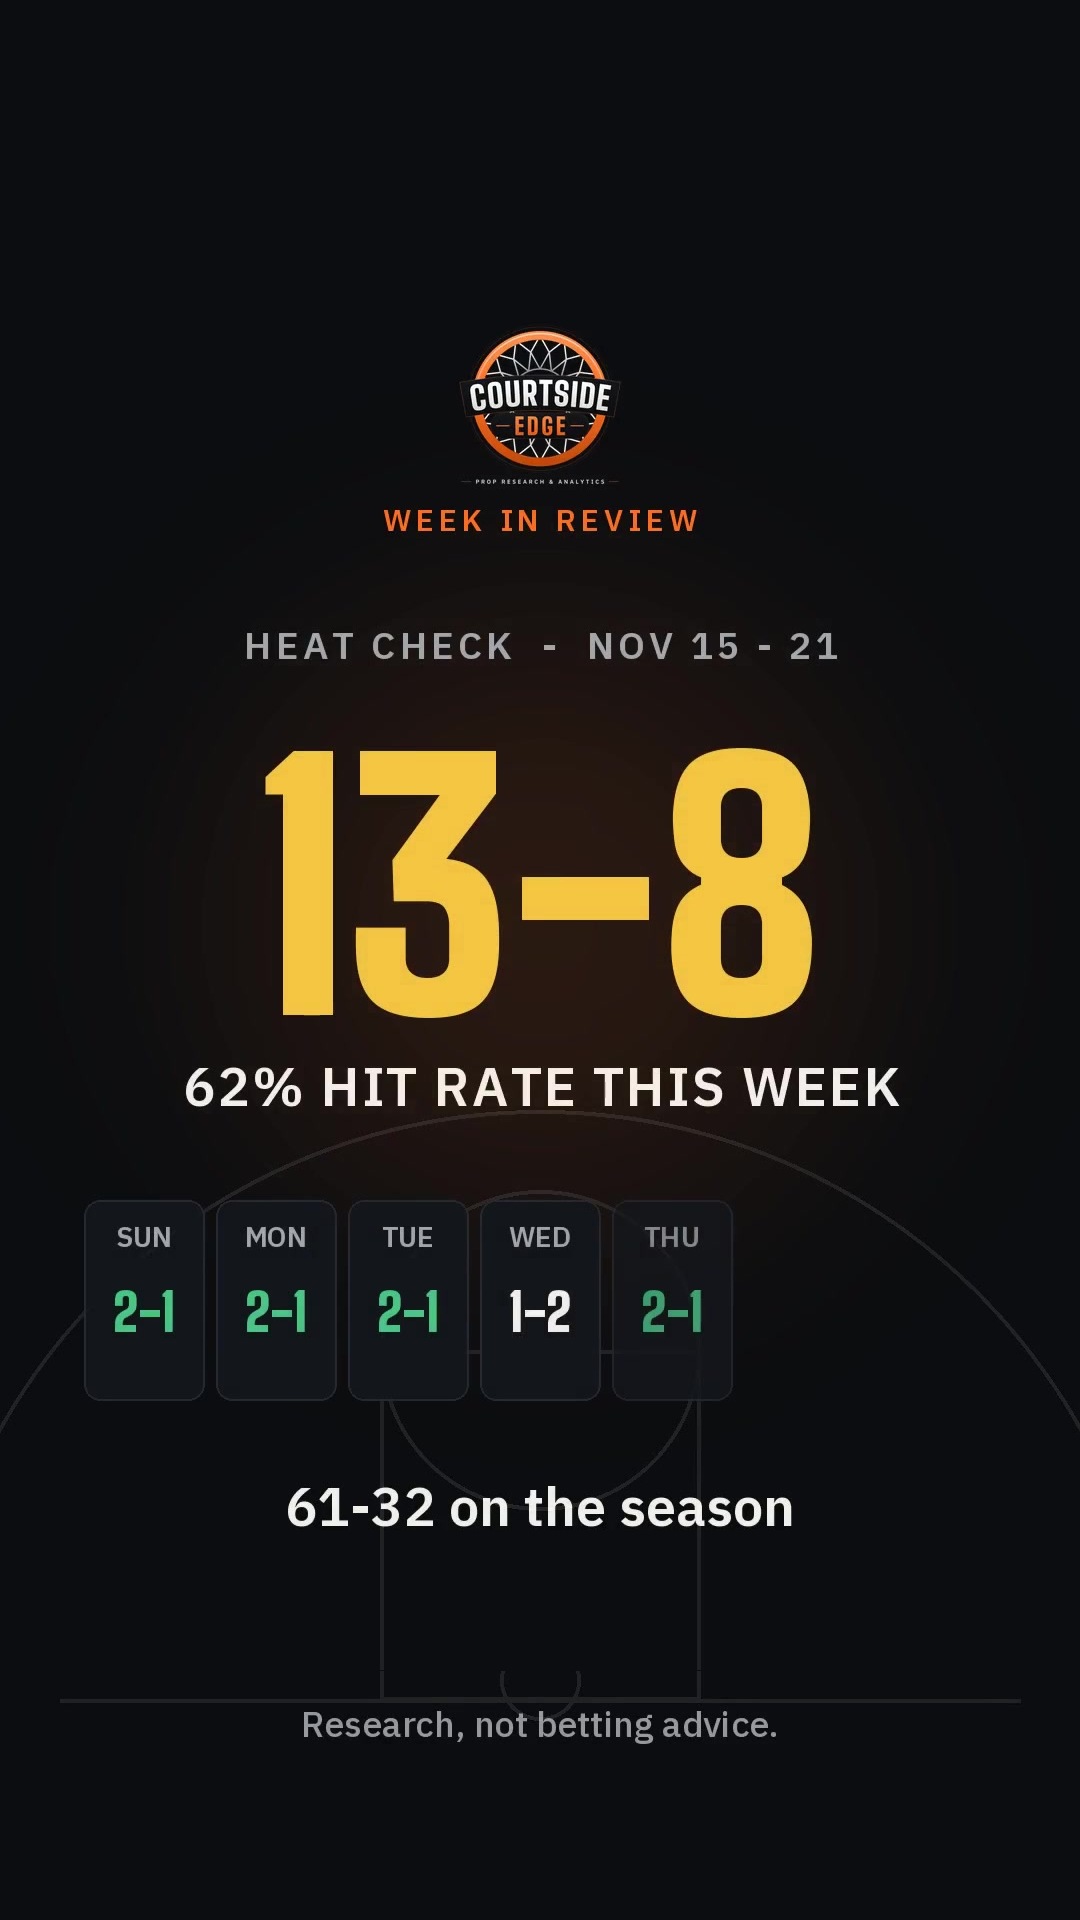 COURTSIDE
EDGE
PROP RESEARCH & ANALYTICS
WEEK IN REVIEW
HEAT CHECK - NOV 15 - 21
13–8
62% HIT RATE THIS WEEK
SUN MON TUE WED THU
2–1 2–1 2–1 1–2 2–1
61-32 on the season
Research, not betting advice.